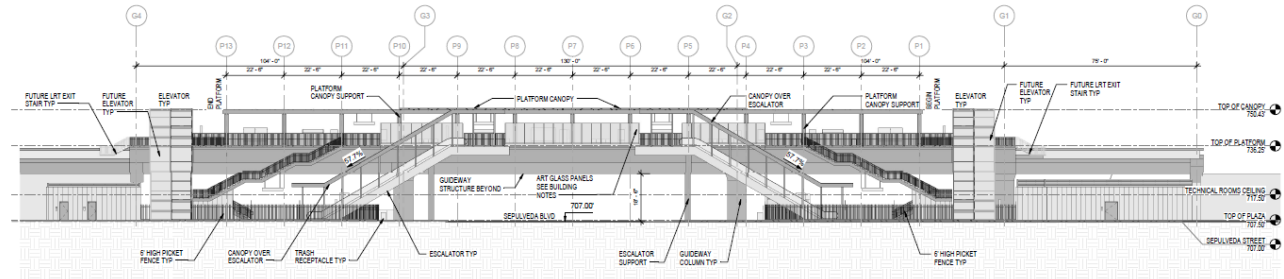 G4
G3
G2
G1
G0
P13
P12
P11
P10
P9
P8
P7
P6
P5
P4
P3
P2
P1
104' - 0"
130' - 0"
104' - 0"
75' - 0"
22' - 6"
22' - 6"
22' - 6"
22' - 6"
22' - 6"
22' - 6"
22' - 6"
22' - 6"
22' - 6"
22' - 6"
22' - 6"
22' - 6"
FUTURE LRT EXIT
STAIR TYP
FUTURE
ELEVATOR
TYP
ELEVATOR
TYP
END
PLATFORM
PLATFORM
CANOPY SUPPORT
PLATFORM CANOPY
CANOPY OVER
ESCALATOR
PLATFORM
CANOPY SUPPORT
BEGIN
PLATFORM
ELEVATOR
TYP
FUTURE
ELEVATOR
TYP
FUTURE LRT EXIT
STAIR TYP
TOP OF CANOPY
750.43'
TOP OF PLATFORM
736.25'
TECHNICAL ROOMS CEILING
717.50'
TOP OF PLAZA
707.50'
SEPULVEDA STREET
707.00'
57.7%
57.7%
GUIDEWAY
STRUCTURE BEYOND
ART GLASS PANELS
SEE BUILDING
NOTES
707.00'
SEPULVEDA BLVD
6' HIGH PICKET
FENCE TYP
CANOPY OVER
ESCALATOR
TRASH
RECEPTACLE TYP
ESCALATOR TYP
ESCALATOR
SUPPORT
GUIDEWAY
COLUMN TYP
6' HIGH PICKET
FENCE TYP